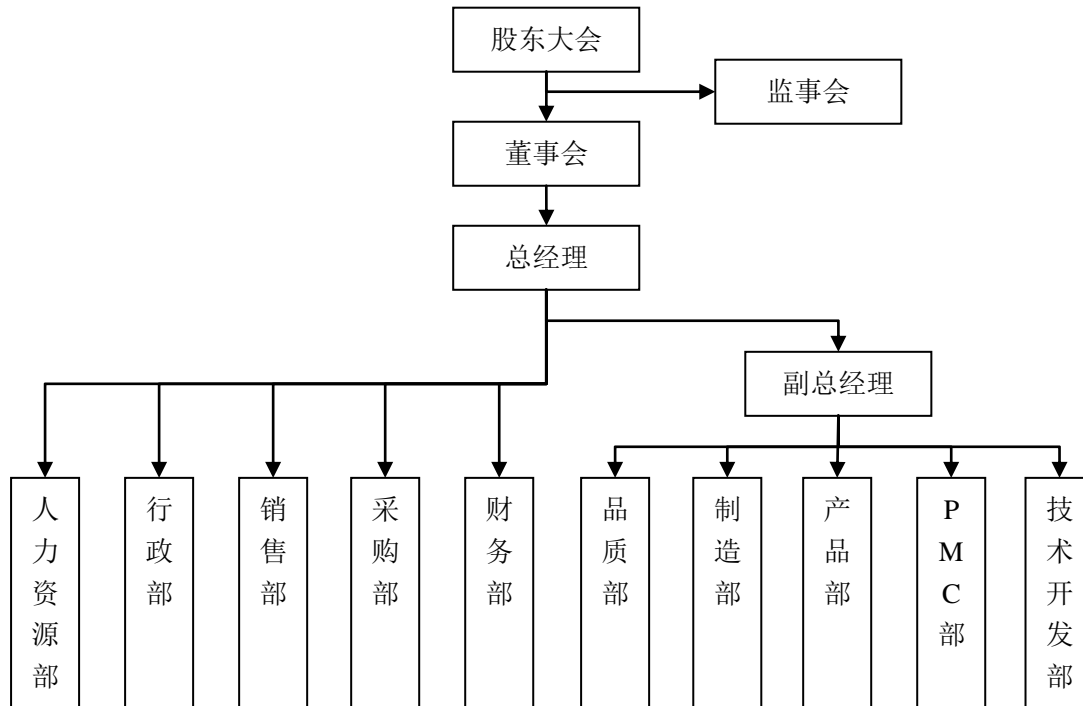 股东大会
监事会
董事会
总经理
副总经理
人力资源部
行政部
销售部
采购部
财务部
品质部
制造部
产品部
PMC部
技术开发部